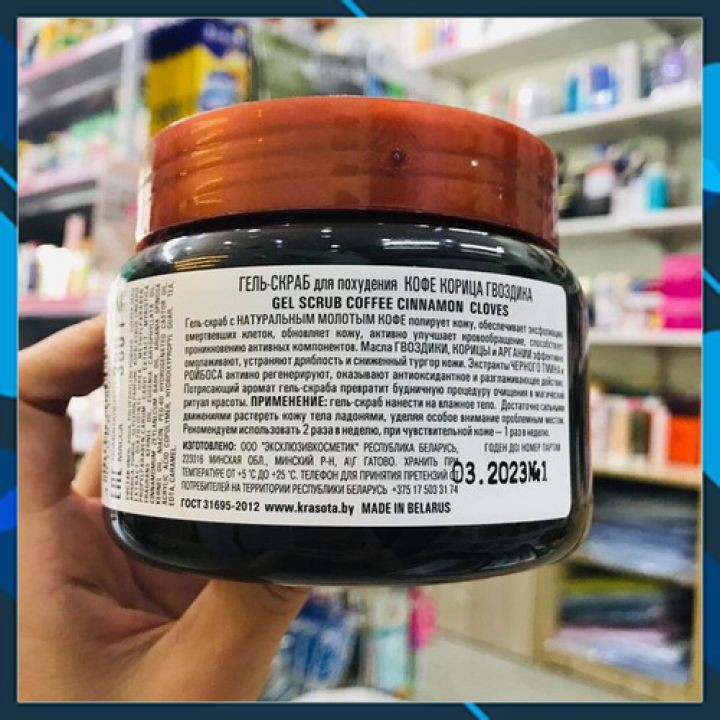 ГЕЛЬ-СКРАБ для похудения КОФЕ КОРИЦА ГВОЗДИКА
GEL SCRUB COFFEE CINNAMON CLOVES
Гель-скраб с НАТУРАЛЬНЫМ МОЛОТЫМ КОФЕ полирует кожу, обеспечивает эксфолиацию
омертвевших клеток, обновляет кожу, активно улучшает кровообращение, способствует
проникновению активных компонентов. Масла ГВОЗДИКИ, КОРИЦЫ и АРГАНИИ эффективно
омолаживают, устраняют дряблость и сниженный тургор кожи. Экстракты ЧЕРНОГО ТМИНА и
РОЙБОСА активно регенерируют, оказывают антиоксидантное и разглаживающее действие.
Потрясающий аромат гель-скраба превратит будничную процедуру очищения в магический
ритуал красоты. ПРИМЕНЕНИЕ: гель-скраб нанести на влажное тело. Достаточно сильными
движениями растереть кожу тела ладонями, уделяя особое внимание проблемным местам.
Рекомендуем использовать 2 раза в неделю, при чувствительной коже – 1 раз в неделю.
ИЗГОТОВЛЕНО: ООО "ЭКСКЛЮЗИВКОСМЕТИК" РЕСПУБЛИКА БЕЛАРУСЬ,
223016 МИНСКАЯ ОБЛ., МИНСКИЙ Р-Н, А\Г ГАТОВО. ХРАНИТЬ ПРИ
ТЕМПЕРАТУРЕ ОТ +5 °С ДО +25 °С. ТЕЛЕФОН ДЛЯ ПРИНЯТИЯ ПРЕТЕНЗИЙ ОТ
ПОТРЕБИТЕЛЕЙ НА ТЕРРИТОРИИ РЕСПУБЛИКИ БЕЛАРУСЬ +375 17 503 31 74
ГОДЕН ДО: НОМЕР ПАРТИИ
03.2023№1
ГОСТ 31695-2012 www.krasota.by MADE IN BELARUS